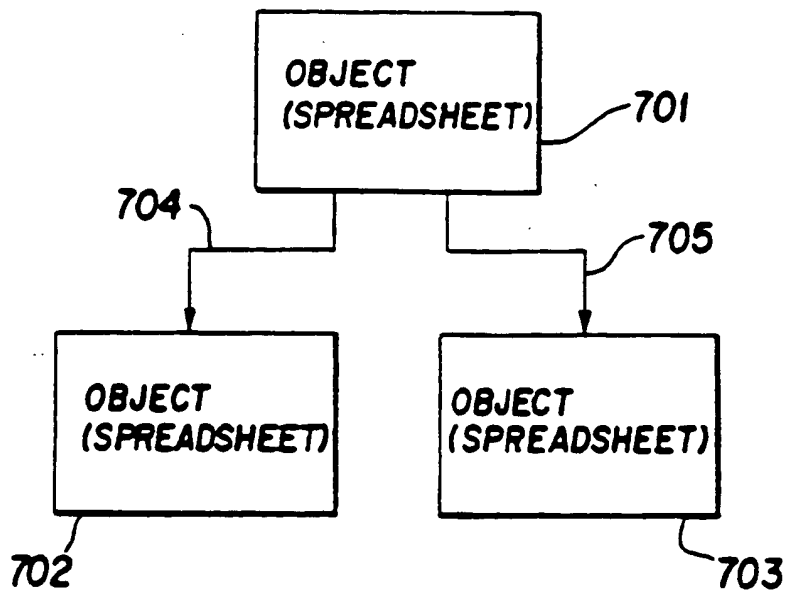 OBJECT
(SPREADSHEET)
701
704
705
OBJECT
(SPREADSHEET)
OBJECT
(SPREADSHEET)
702
703